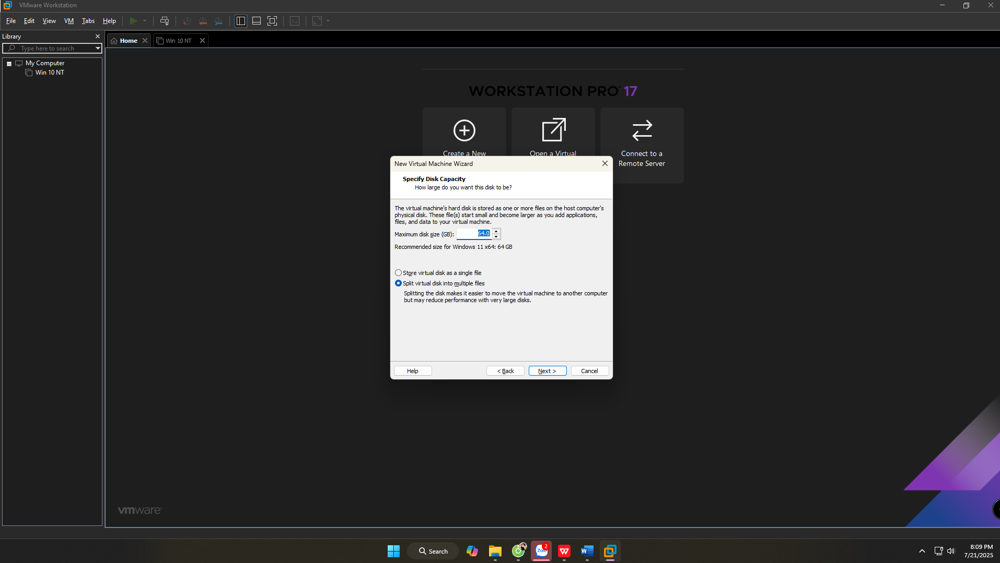 VMware Workstation
File Edit View VM Tabs Help
Library
Type here to search
My Computer
Win 10 NT
Home
Win 10 NT
WORKSTATION PRO™ 17
Create a New
Open a Virtual
Connect to a
Remote Server
New Virtual Machine Wizard
Specify Disk Capacity
How large do you want this disk to be?
The virtual machine's hard disk is stored as one or more files on the host computer's
physical disk. These file(s) start small and become larger as you add applications,
files, and data to your virtual machine.
Maximum disk size (GB): 64.0
Recommended size for Windows 11 x64: 64 GB
Store virtual disk as a single file
Split virtual disk into multiple files
Splitting the disk makes it easier to move the virtual machine to another computer
but may reduce performance with very large disks.
Help < Back Next > Cancel
vmware
Search
Zalo
2
W
W
8:09 PM
7/21/2025